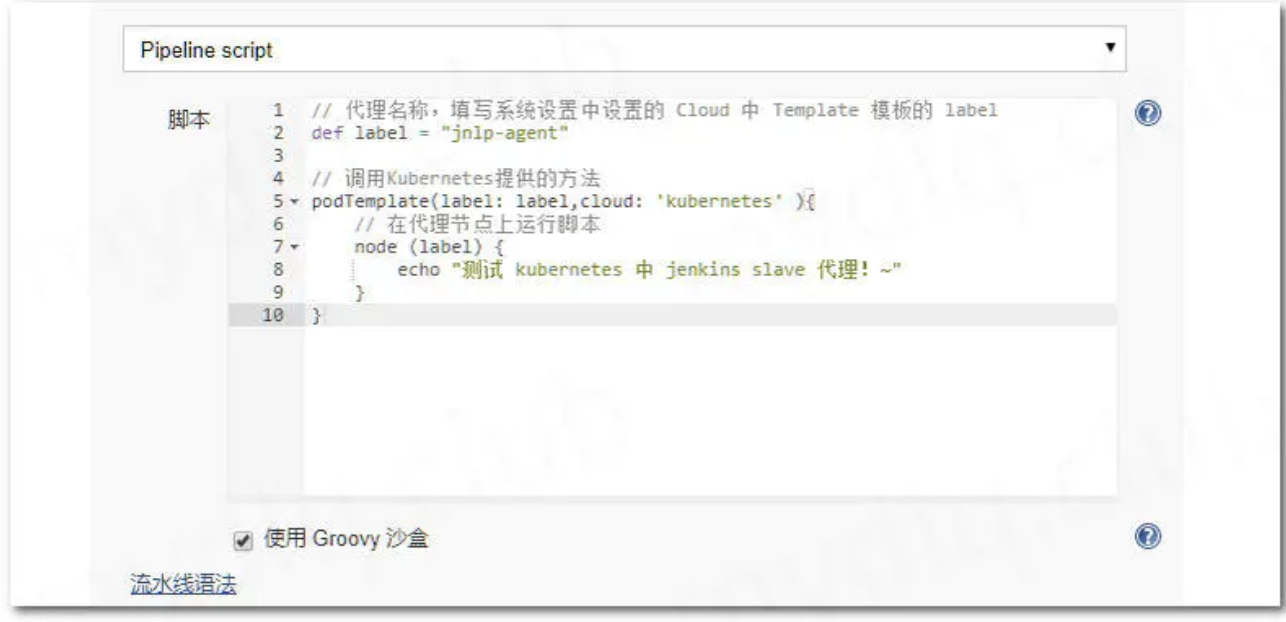 Pipeline script
脚本
1 // 代理名称，填写系统设置中设置的 Cloud 中 Template 模板的 label
2 def label = "jnlp-agent"
3
4 // 调用Kubernetes提供的方法
5 podTemplate(label: label,cloud: 'kubernetes' ){
6     // 在代理节点上运行脚本
7     node (label) {
8         echo "测试 kubernetes 中 jenkins slave 代理! ~"
9     }
10 }
使用 Groovy 沙盒
流水线语法